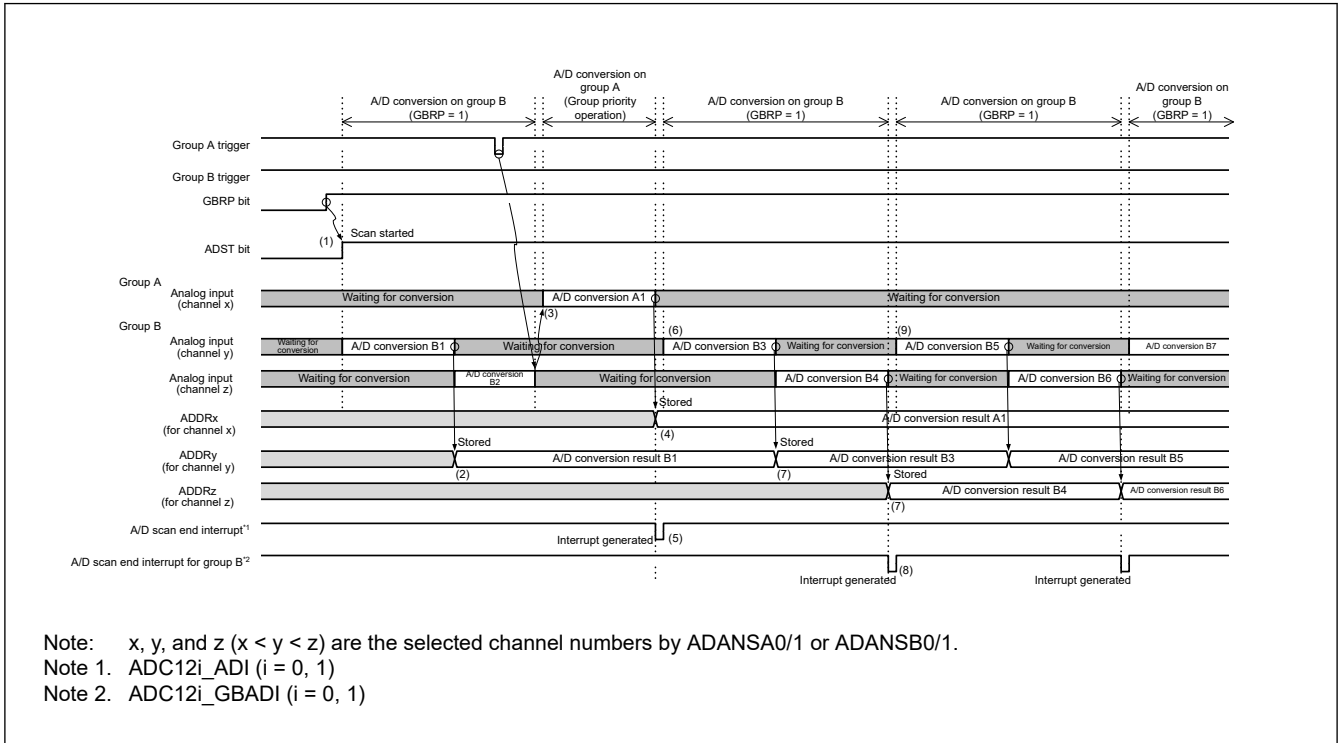 A/D conversion on
group A
(Group priority
operation)
A/D conversion on group B
(GBRP = 1)
A/D conversion on group B
(GBRP = 1)
A/D conversion on group B
(GBRP = 1)
A/D conversion on
group B
(GBRP = 1)
Group A trigger
Group B trigger
GBRP bit
(1)
Scan started
ADST bit
Group A
Analog input
(channel x)
Waiting for conversion
A/D conversion A1
Waiting for conversion
(3)
Group B
(6)
(9)
Analog input
(channel y)
Waiting for
conversion
A/D conversion B1
Waiting for conversion
A/D conversion B3
Waiting for conversion
A/D conversion B5
Waiting for conversion
A/D conversion B7
Analog input
(channel z)
Waiting for conversion
A/D conversion
B2
Waiting for conversion
A/D conversion B4
Waiting for conversion
A/D conversion B6
Waiting for conversion
Stored
ADDRx
(for channel x)
A/D conversion result A1
(4)
Stored
Stored
ADDRy
(for channel y)
A/D conversion result B1
A/D conversion result B3
A/D conversion result B5
(2)
(7)
Stored
ADDRz
(for channel z)
A/D conversion result B4
A/D conversion result B6
(7)
A/D scan end interrupt*1
Interrupt generated
(5)
A/D scan end interrupt for group B*2
(8)
Interrupt generated
Interrupt generated
Note: x, y, and z (x < y < z) are the selected channel numbers by ADANSA0/1 or ADANSB0/1.
Note 1. ADC12i_ADI (i = 0, 1)
Note 2. ADC12i_GBADI (i = 0, 1)